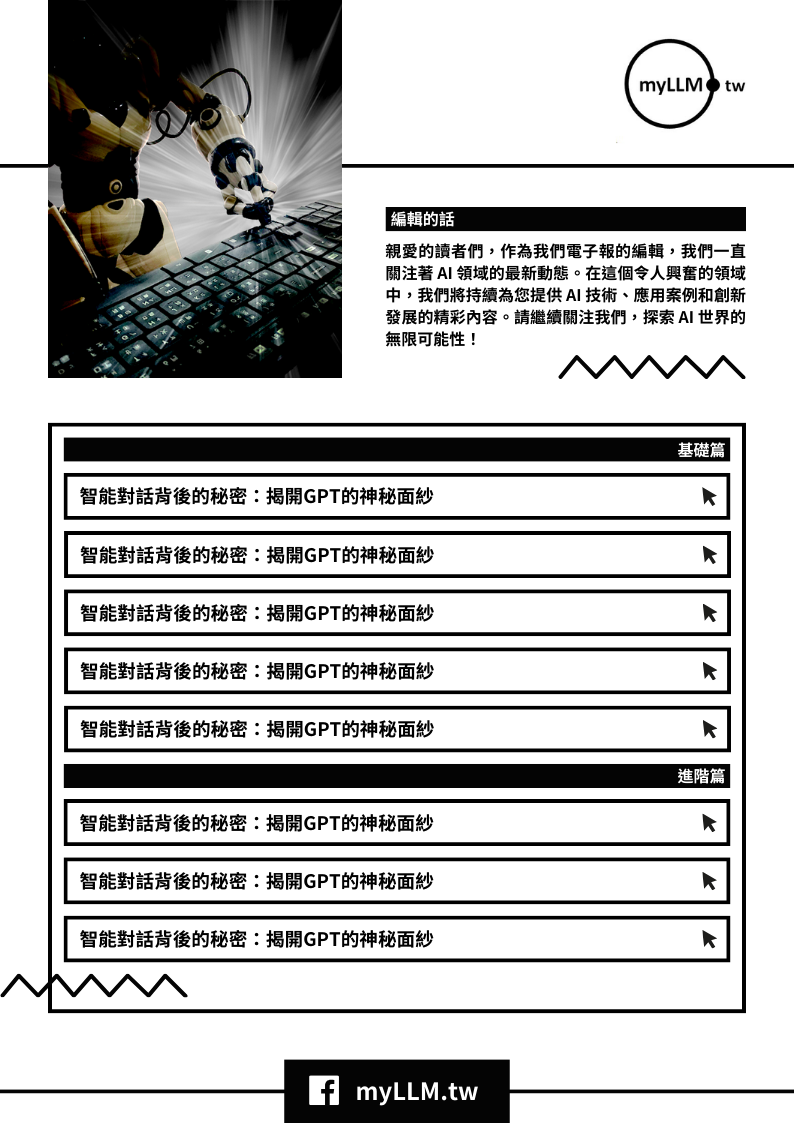 myLLM tw
編輯的話
親愛的讀者們，作為我們電子報的編輯，我們一直
關注著 AI 領域的最新動態。在這個令人興奮的領域
中，我們將持續為您提供 AI 技術、應用案例和創新
發展的精彩內容。請繼續關注我們，探索 AI 世界的
無限可能性！
基礎篇
智能對話背後的秘密：揭開GPT的神秘面紗
智能對話背後的秘密：揭開GPT的神秘面紗
智能對話背後的秘密：揭開GPT的神秘面紗
智能對話背後的秘密：揭開GPT的神秘面紗
智能對話背後的秘密：揭開GPT的神秘面紗
進階篇
智能對話背後的秘密：揭開GPT的神秘面紗
智能對話背後的秘密：揭開GPT的神秘面紗
智能對話背後的秘密：揭開GPT的神秘面紗
myLLM.tw